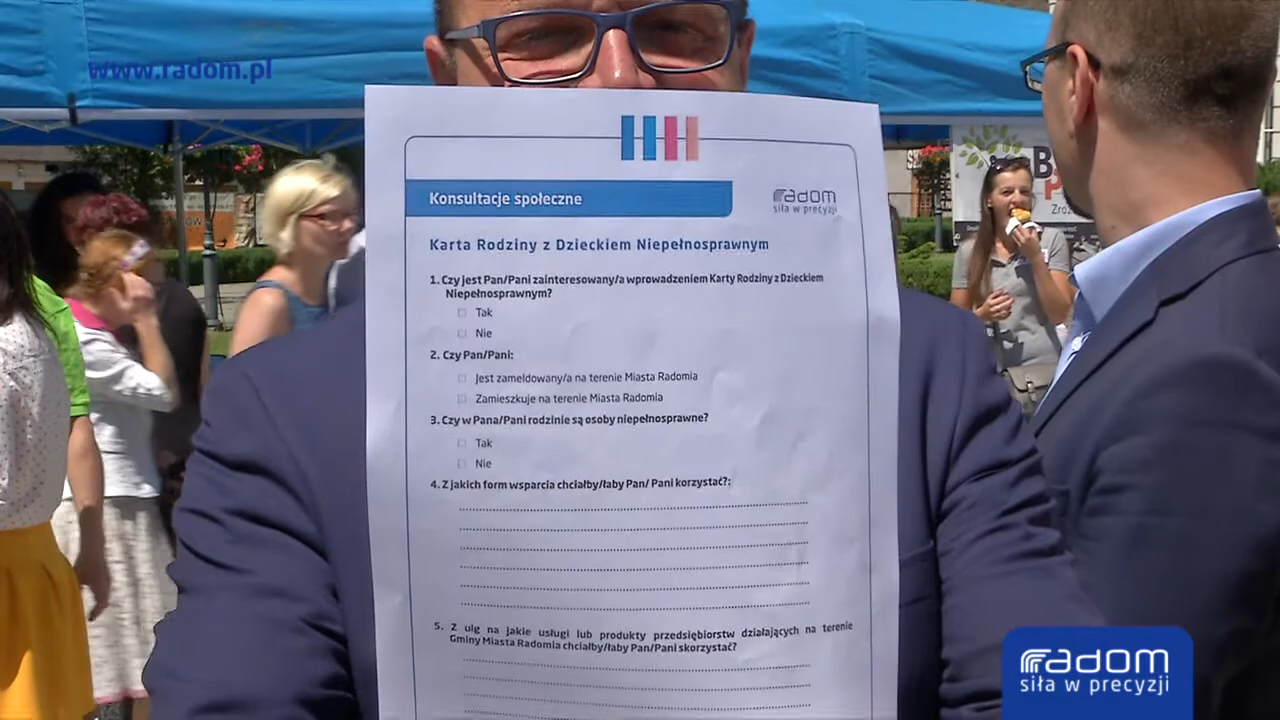 www.radom.pl
Konsultacje społeczne
radom
siła w precyzji
Karta Rodziny z Dzieckiem Niepełnosprawnym
1. Czy jest Pan/Pani zainteresowany/a wprowadzeniem Karty Rodziny z Dzieckiem
Niepełnosprawnym?
Tak
Nie
2. Czy Pan/Pani:
Jest zameldowany/a na terenie Miasta Radomia
Zamieszkuje na terenie Miasta Radomia
3. Czy w Pana/Pani rodzinie są osoby niepełnosprawne?
Tak
Nie
4. Z jakich form wsparcia chciałby/łaby Pan/ Pani korzystać?:
5. Z ulg na jakie usługi lub produkty przedsiębiorstw działających na terenie
Gminy Miasta Radomia chciałby/łaby Pan/Pani skorzystać?
radom
siła w precyzji